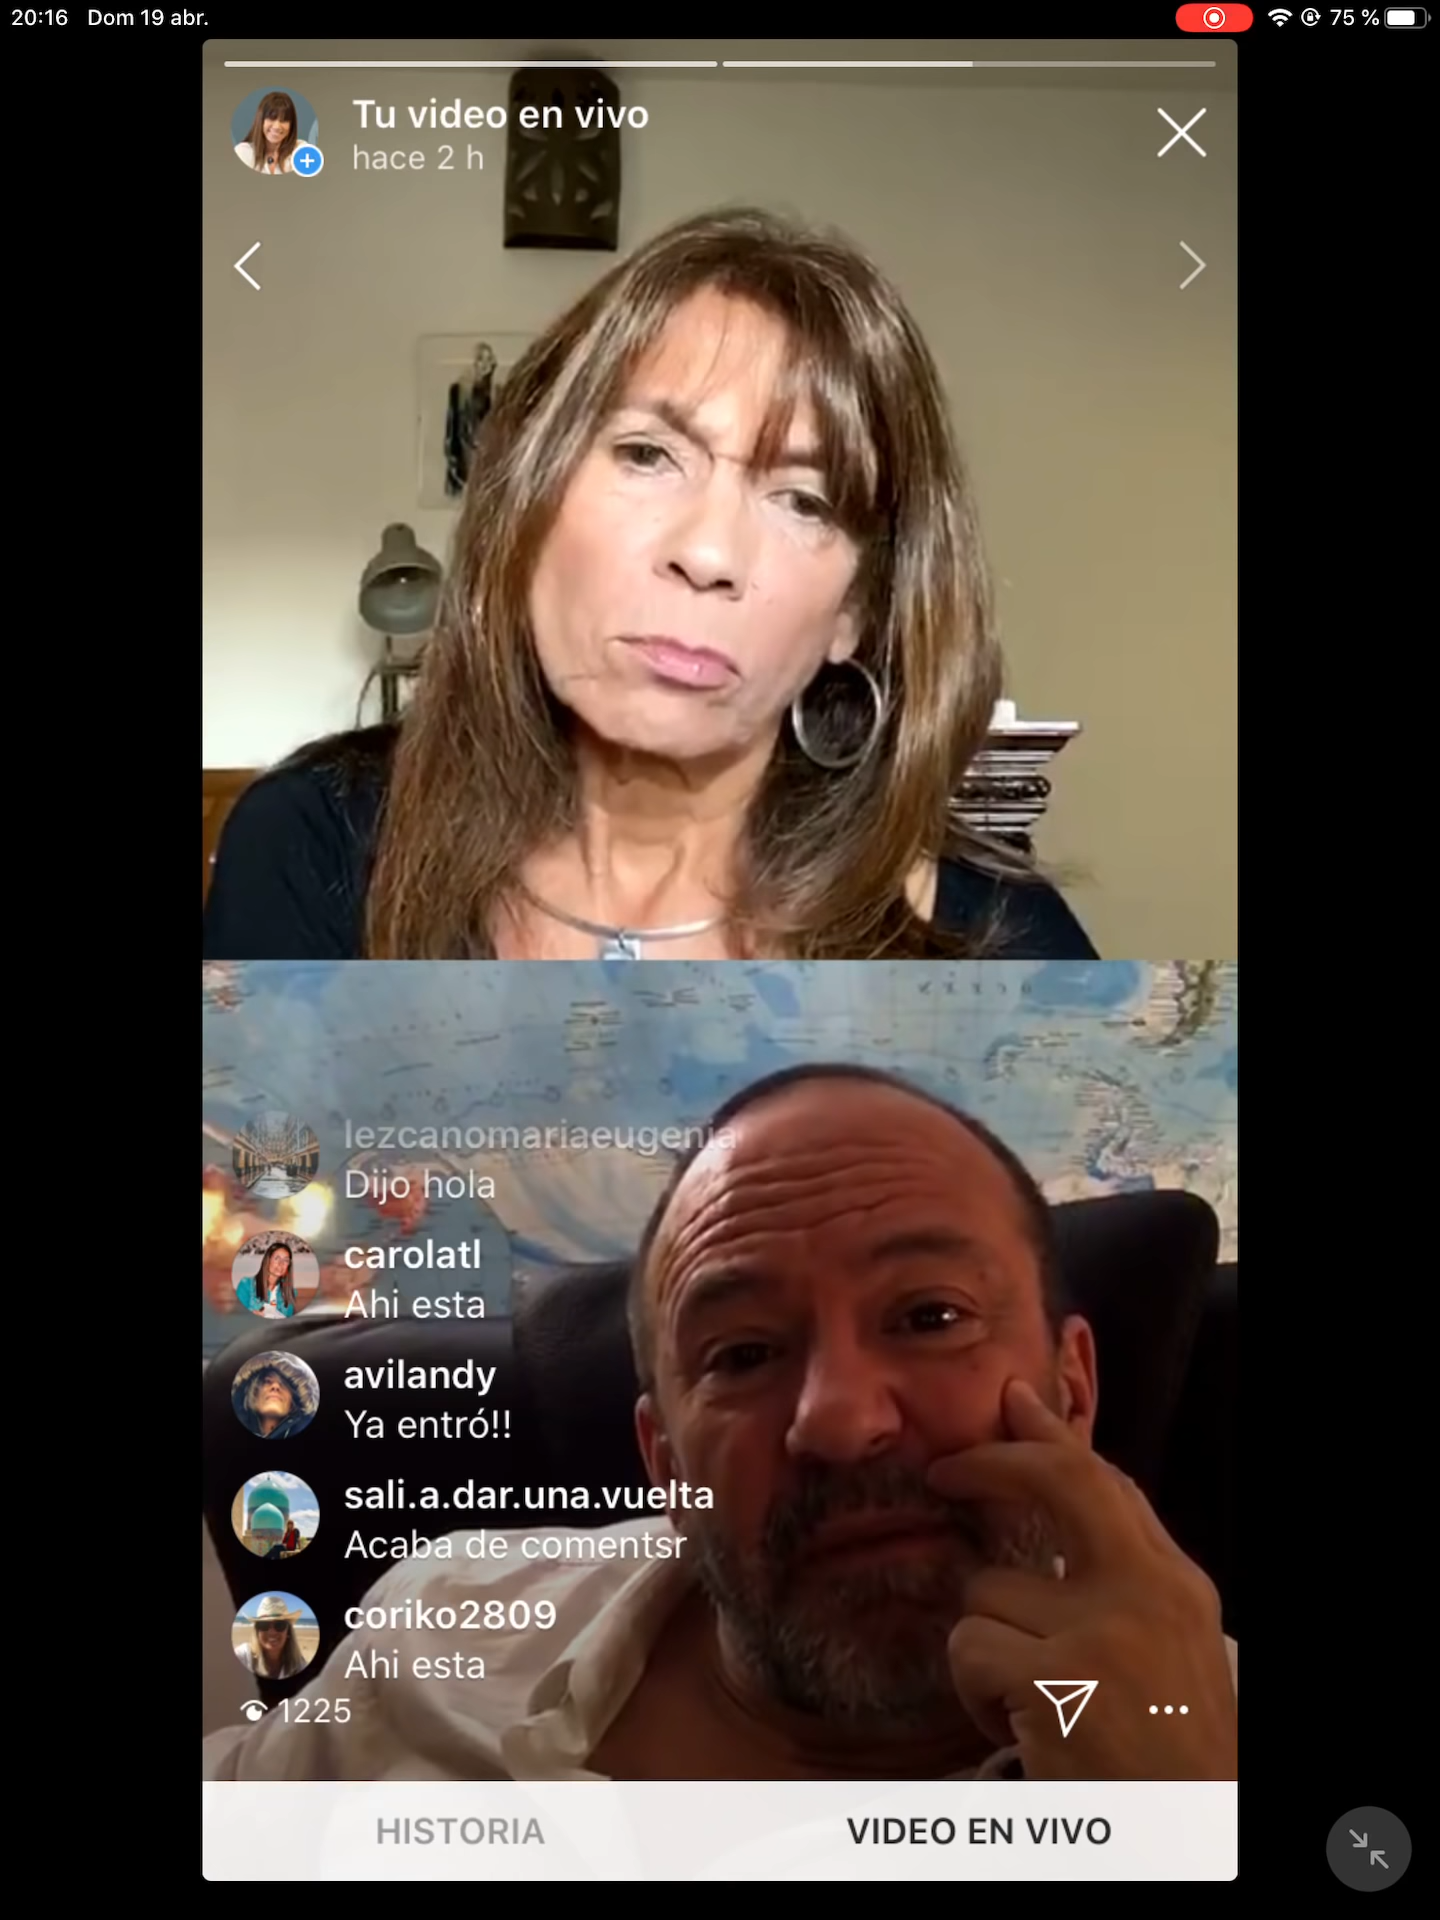 20:16 Dom 19 abr.
75 %
Tu video en vivo
hace 2 h
lezcanomariaeugenia
Dijo hola
carolatl
Ahi esta
avilandy
Ya entró!!
sali.a.dar.una.vuelta
Acaba de comentsr
coriko2809
Ahi esta
1225
HISTORIA
VIDEO EN VIVO